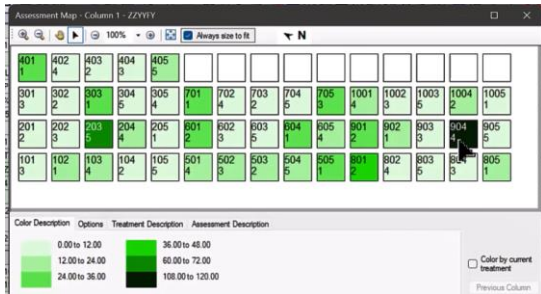 Assessment Map - Column 1 - ZZYYFY
100% Always size to fit N
401 402 403 404 405
1 4 2 3 5
301 302 303 304 305 701 702 703 704 705 1001 1002 1003 1004 1005
3 2 1 5 4 1 4 2 5 3 4 3 5 2 1
201 202 203 204 205 601 602 603 604 605 901 902 903 904 905
2 3 5 4 1 2 3 5 1 4 2 1 3 4 5
101 102 103 104 105 501 502 503 504 505 801 802 803 805
3 1 4 2 5 4 3 2 5 1 2 4 5 3 1
Color Description Options Treatment Description Assessment Description
0.00 to 12.00 36.00 to 48.00
12.00 to 24.00 60.00 to 72.00
24.00 to 36.00 108.00 to 120.00
Color by current treatment
Previous Column